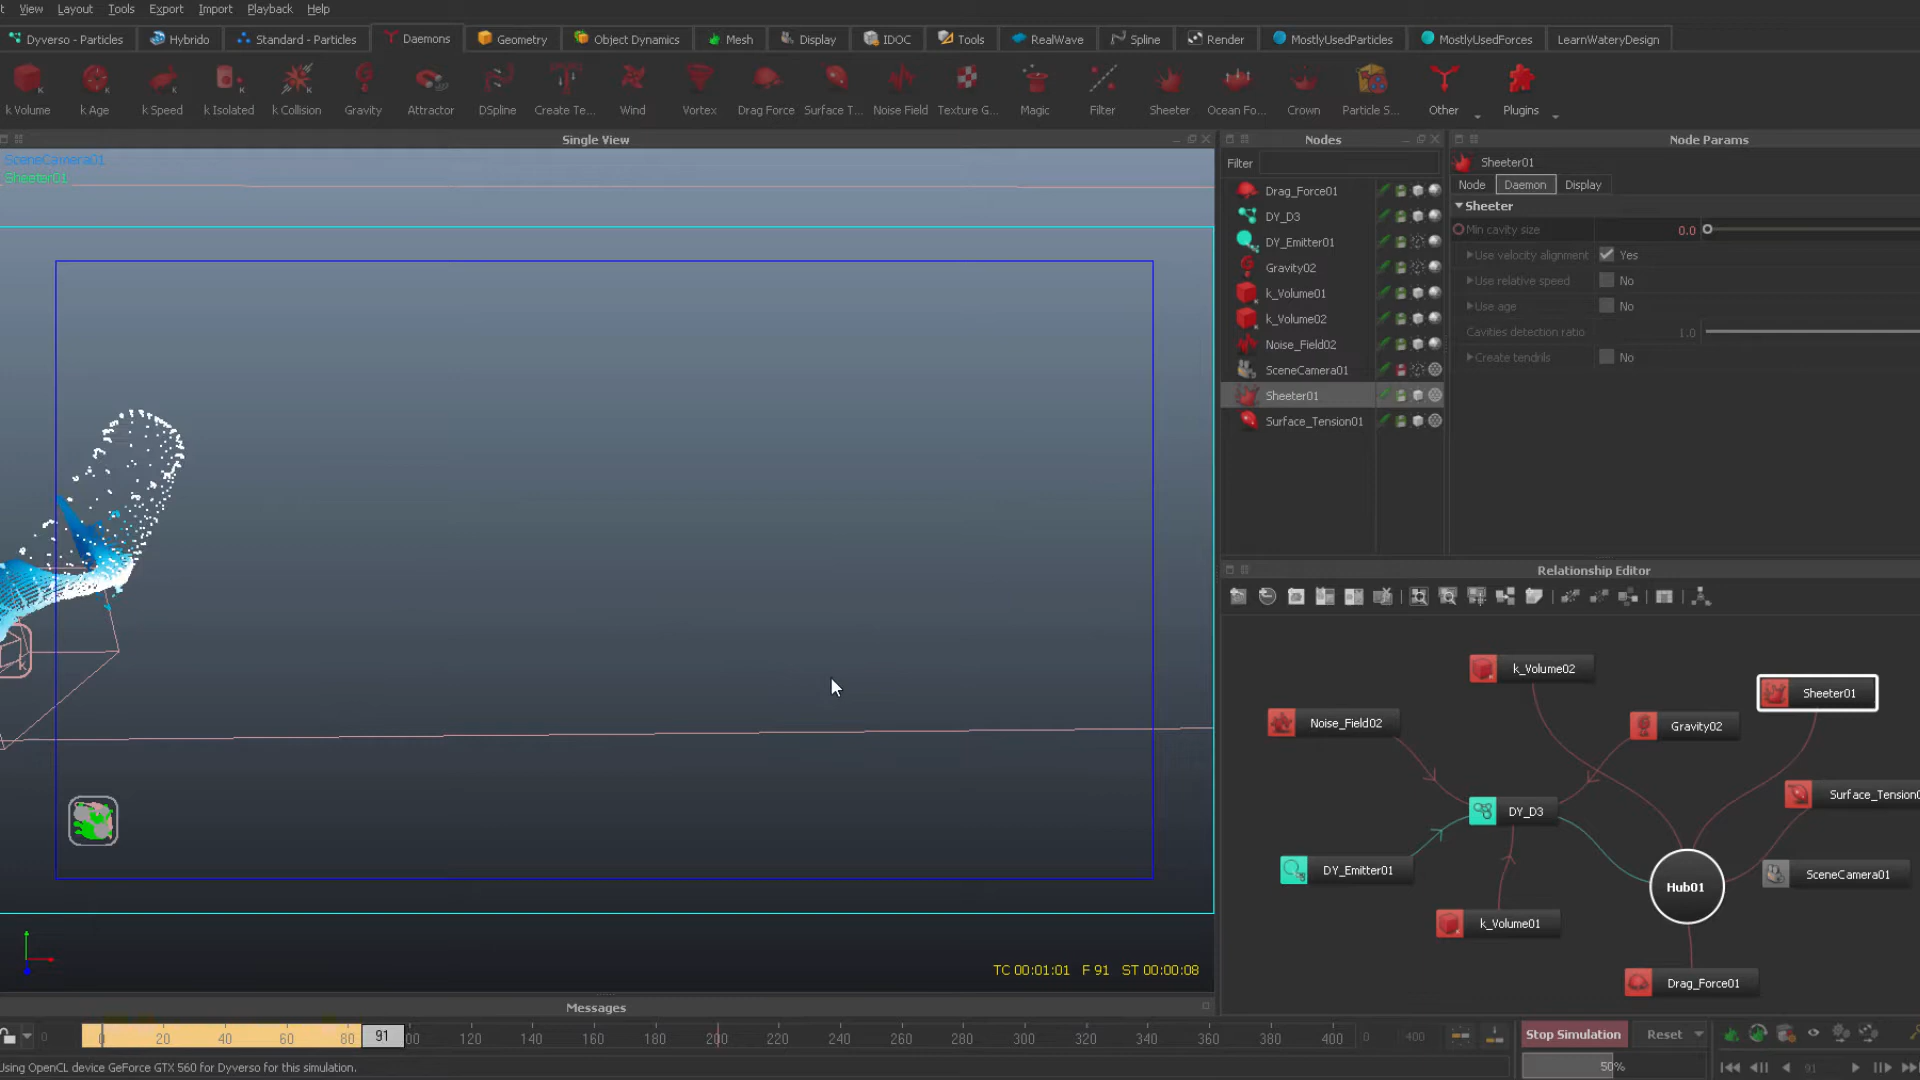 View Layout Tools Export Import Playback Help
Dyverso - Particles Hybrido Standard - Particles Daemons Geometry Object Dynamics Mesh Display IDOC Tools RealWave Spline Render MostlyUsedParticles MostlyUsedForces LearnWateryDesign
k Volume k Age k Speed k Isolated k Collision Gravity Attractor DSpline Create Te... Wind Vortex Drag Force Surface T... Noise Field Texture G... Magic Filter Sheeter Ocean Fo... Crown Particle S... Other Plugins
Single View
Nodes
Node Params
SceneCamera01
Sheeter01
Filter
Sheeter01
Node Daemon Display
Sheeter
Min cavity size 0.0
Use velocity alignment Yes
Use relative speed No
Use age No
Cavities detection ratio 1.0
Create tendrils No
Drag_Force01
DY_D3
DY_Emitter01
Gravity02
k_Volume01
k_Volume02
Noise_Field02
SceneCamera01
Sheeter01
Surface_Tension01
Relationship Editor
k_Volume02
Sheeter01
Noise_Field02
Gravity02
Surface_Tension0
DY_D3
DY_Emitter01
SceneCamera01
Hub01
k_Volume01
Drag_Force01
TC 00:01:01 F 91 ST 00:00:08
Messages
0 0 20 40 60 80 91 00 120 140 160 180 200 220 240 260 280 300 320 340 360 380 400 0 400 Stop Simulation Reset
Using OpenCL device GeForce GTX 560 for Dyverso for this simulation.
50%
91